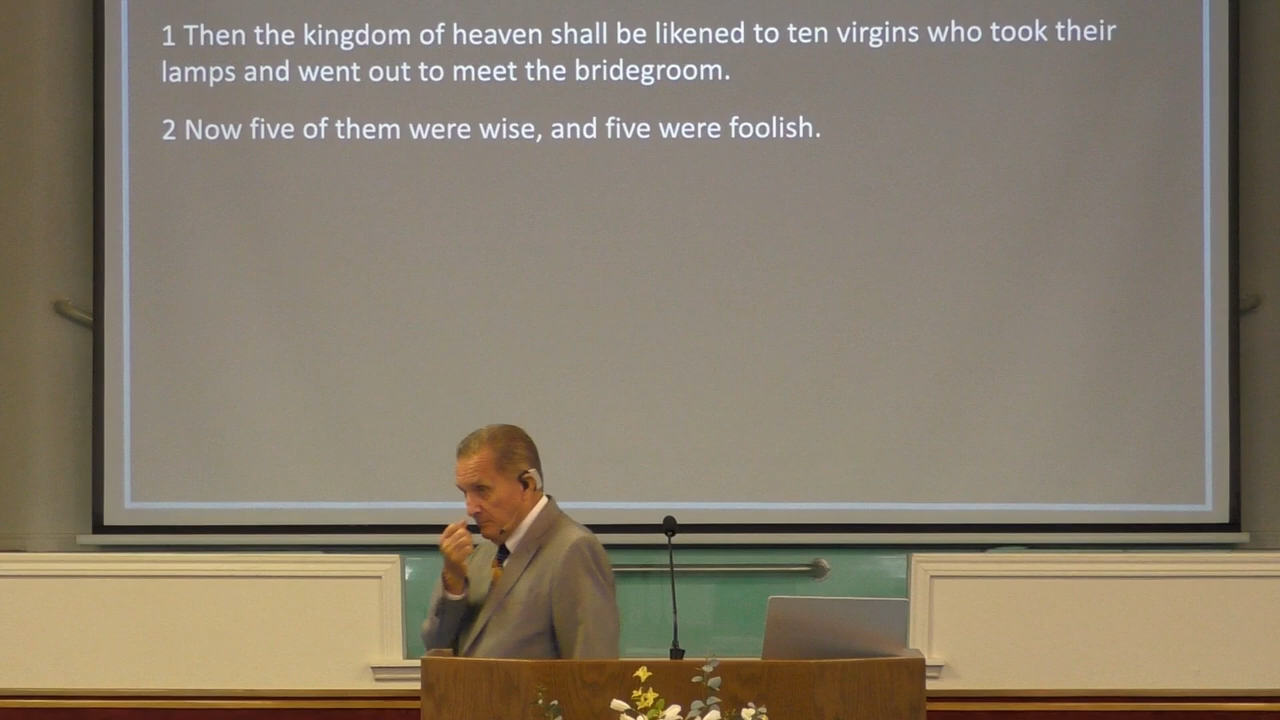 1 Then the kingdom of heaven shall be likened to ten virgins who took their
lamps and went out to meet the bridegroom.
2 Now five of them were wise, and five were foolish.